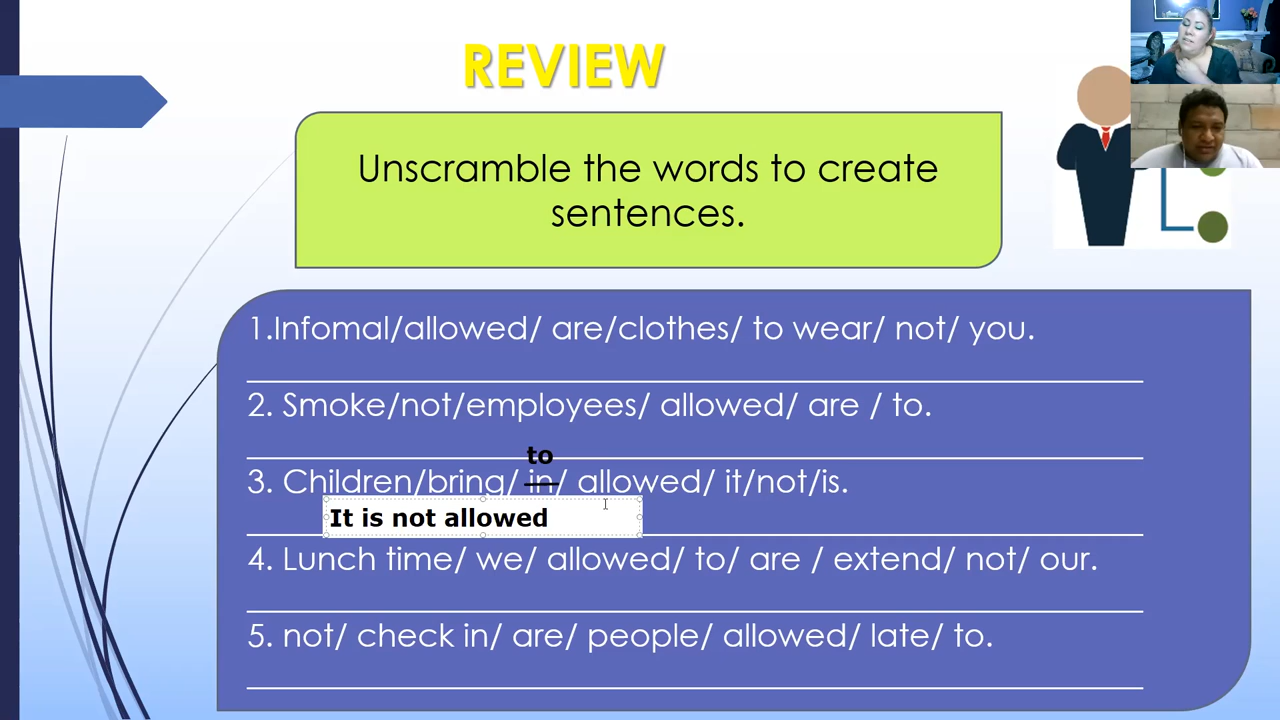 REVIEW
Unscramble the words to create
sentences.
1.Infomal/allowed/ are/clothes/ to wear/ not/ you.
2. Smoke/not/employees/ allowed/ are / to.
to
3. Children/bring/ in/ allowed/ it/not/is.
It is not allowed
4. Lunch time/ we/ allowed/ to/ are / extend/ not/ our.
5. not/ check in/ are/ people/ allowed/ late/ to.